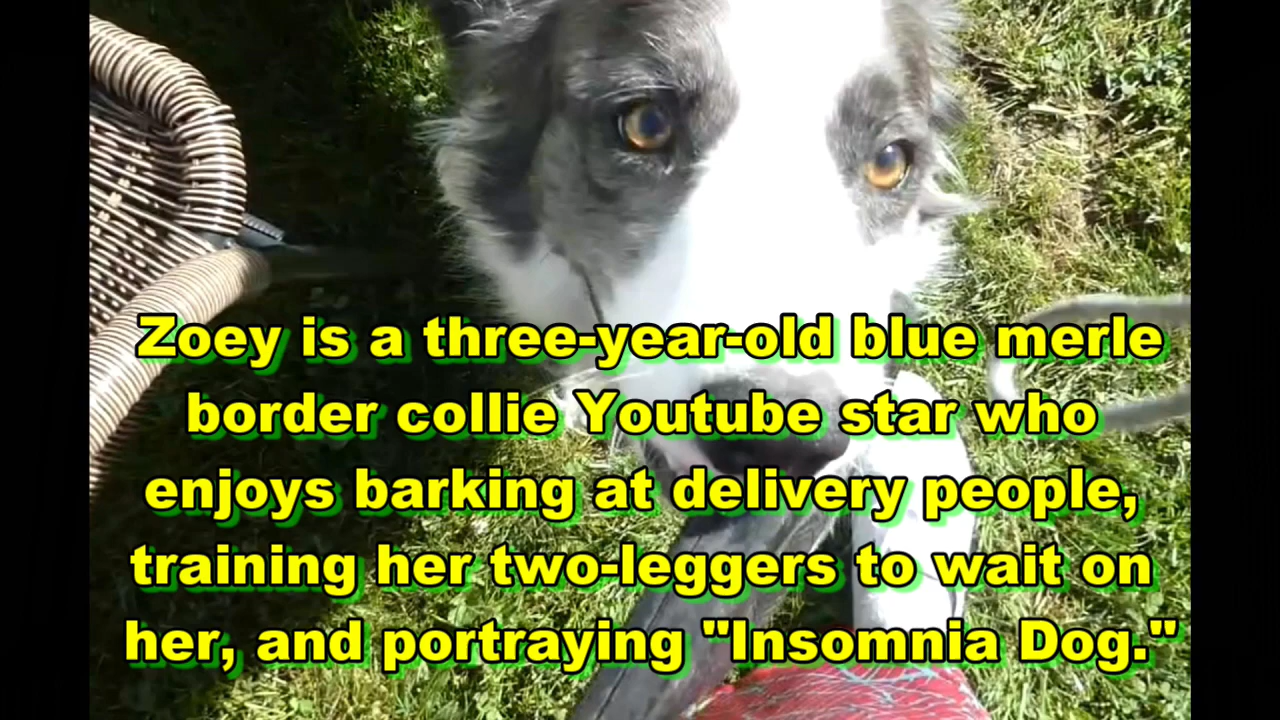 Zoey is a three-year-old blue merle
border collie Youtube star who
enjoys barking at delivery people,
training her two-leggers to wait on
her, and portraying "Insomnia Dog."